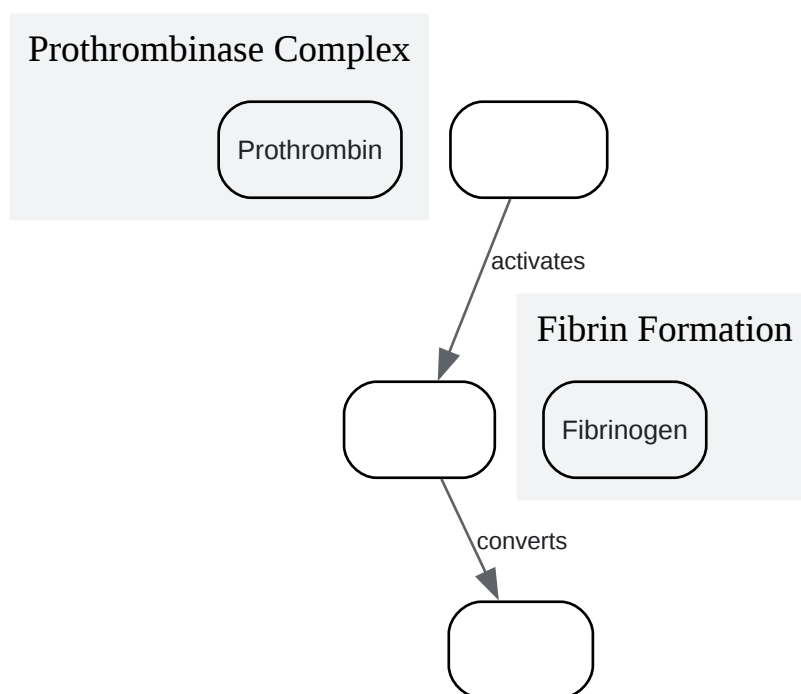 Prothrombinase Complex
Prothrombin
activates
Fibrin Formation
Fibrinogen
converts